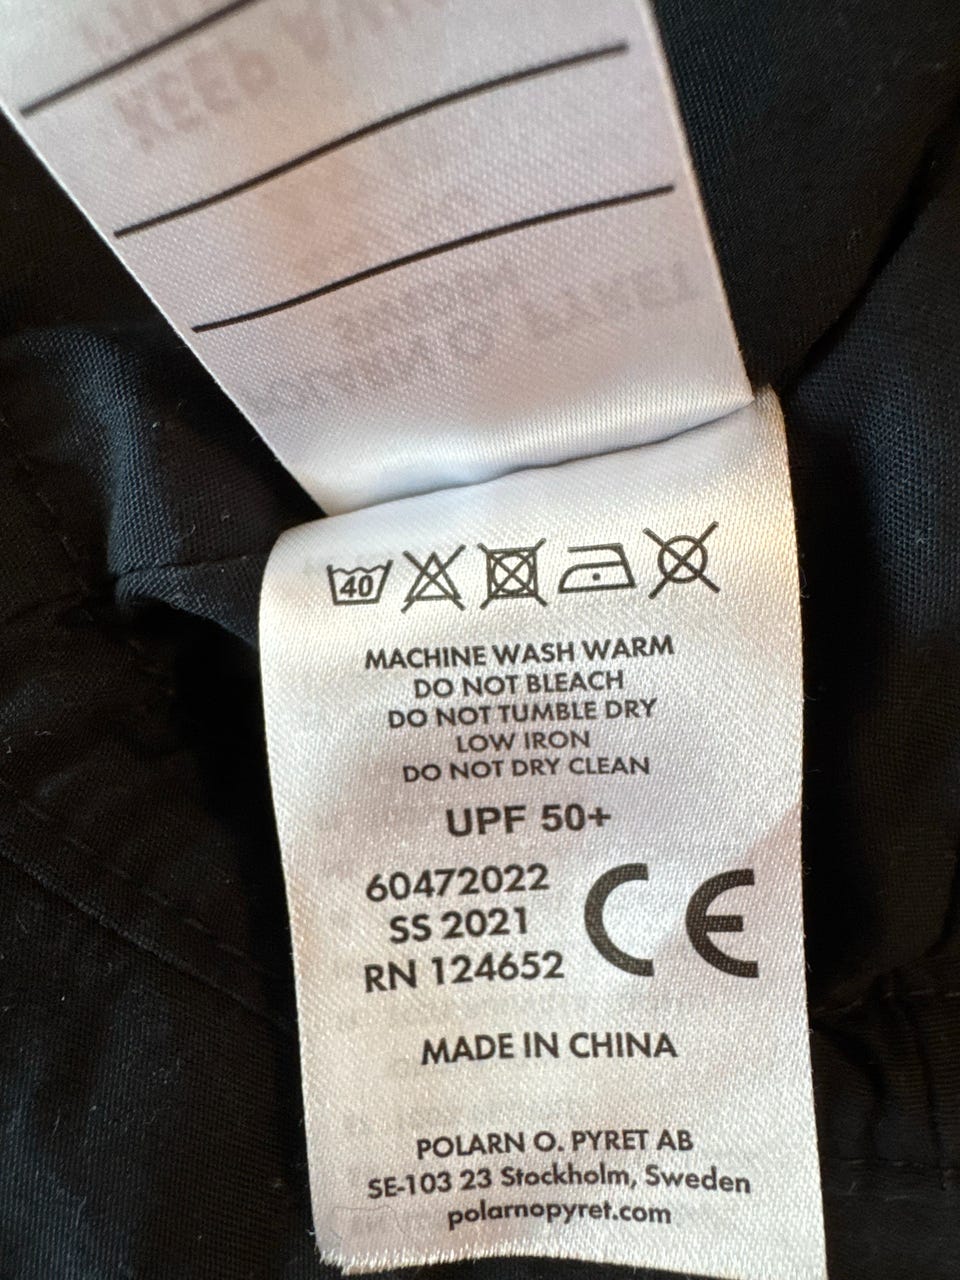 40
MACHINE WASH WARM
DO NOT BLEACH
DO NOT TUMBLE DRY
LOW IRON
DO NOT DRY CLEAN
UPF 50+
60472022
SS 2021
RN 124652
CE
MADE IN CHINA
POLARN O. PYRET AB
SE-103 23 Stockholm, Sweden
polarnopyret.com